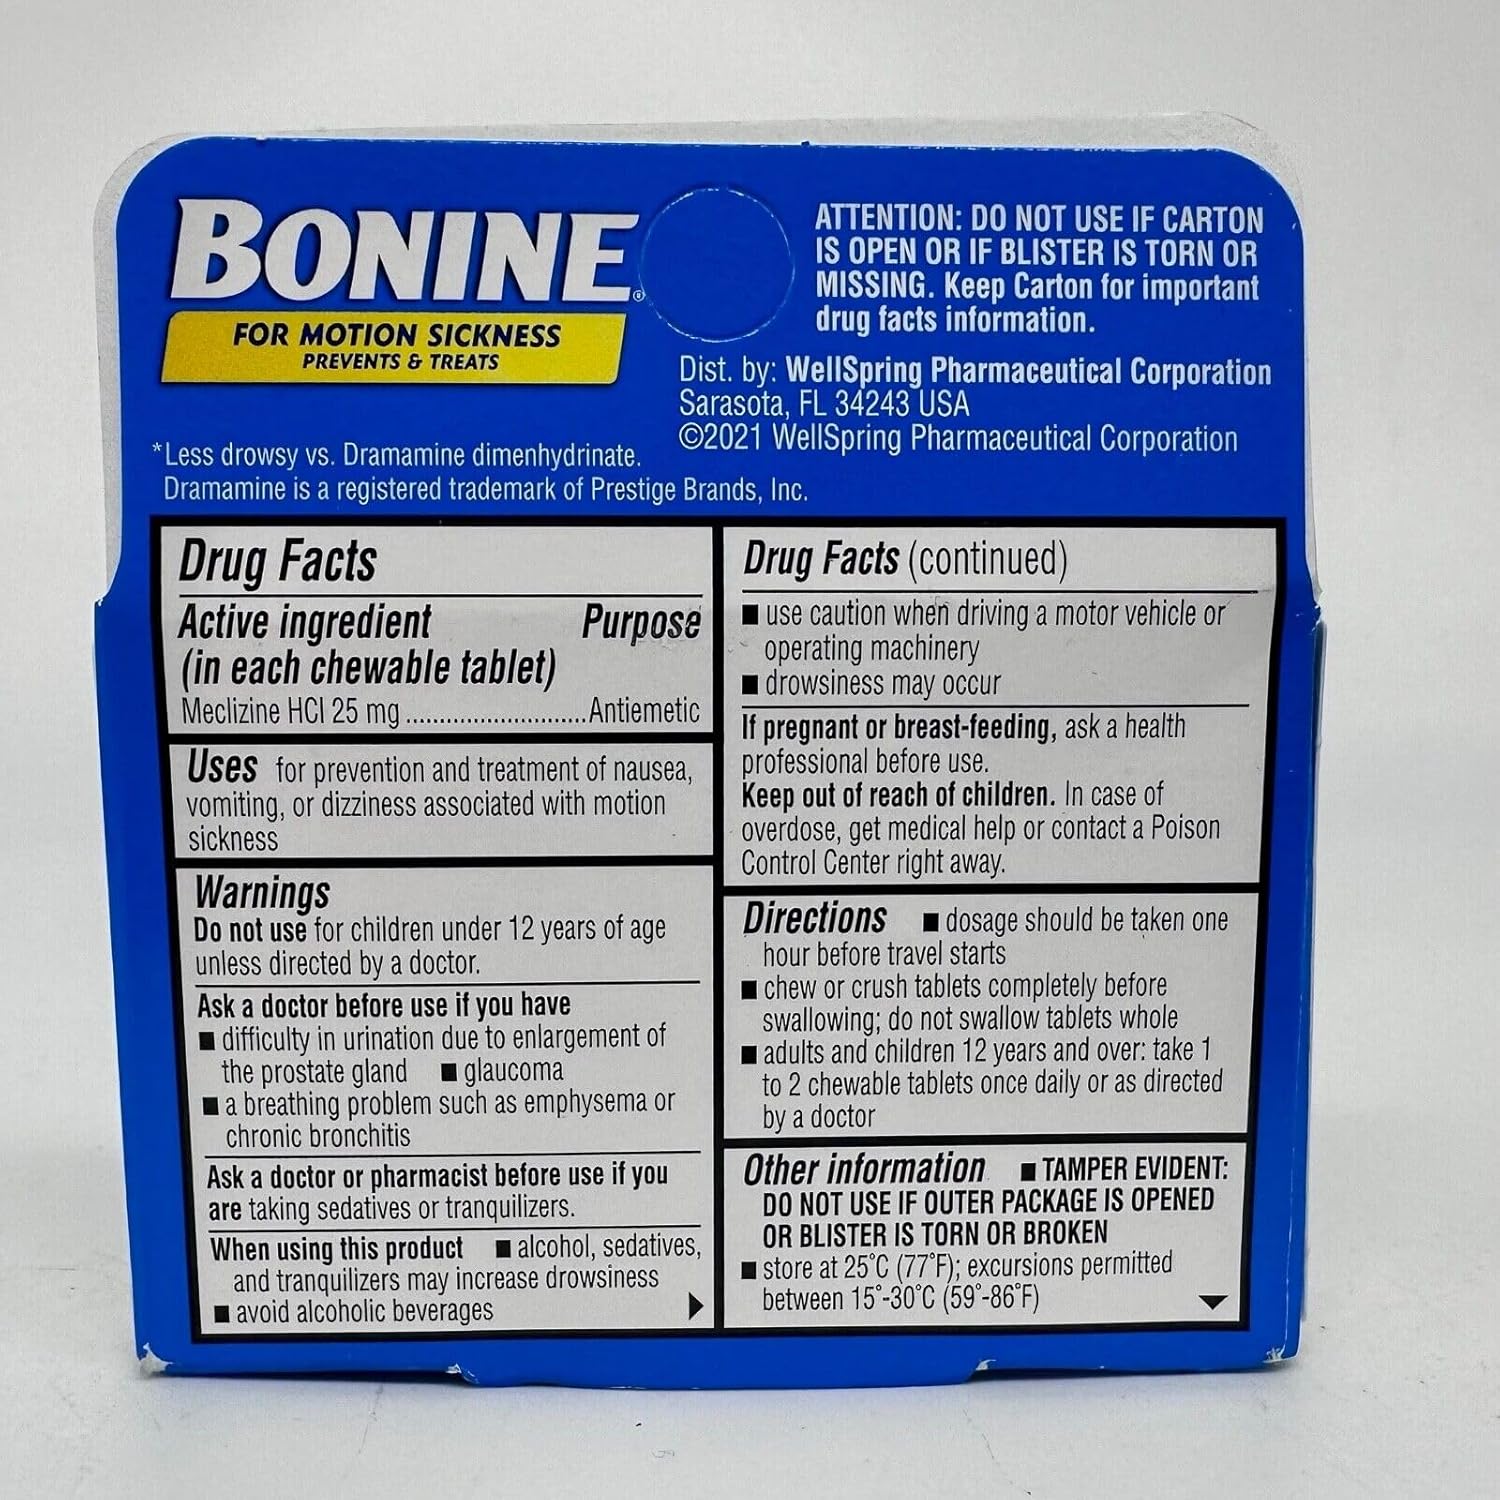 BONINE®
FOR MOTION SICKNESS
PREVENTS & TREATS
ATTENTION: DO NOT USE IF CARTON
IS OPEN OR IF BLISTER IS TORN OR
MISSING. Keep Carton for important
drug facts information.
Dist. by: WellSpring Pharmaceutical Corporation
Sarasota, FL 34243 USA
©2021 WellSpring Pharmaceutical Corporation
*Less drowsy vs. Dramamine dimenhydrinate.
Dramamine is a registered trademark of Prestige Brands, Inc.
Drug Facts
Active ingredient Purpose
(in each chewable tablet)
Meclizine HCl 25 mg...........................Antiemetic
Uses for prevention and treatment of nausea,
vomiting, or dizziness associated with motion
sickness
Warnings
Do not use for children under 12 years of age
unless directed by a doctor.
Ask a doctor before use if you have
■ difficulty in urination due to enlargement of
the prostate gland ■ glaucoma
■ a breathing problem such as emphysema or
chronic bronchitis
Ask a doctor or pharmacist before use if you
are taking sedatives or tranquilizers.
When using this product ■ alcohol, sedatives,
and tranquilizers may increase drowsiness
■ avoid alcoholic beverages
Drug Facts (continued)
■ use caution when driving a motor vehicle or
operating machinery
■ drowsiness may occur
If pregnant or breast-feeding, ask a health
professional before use.
Keep out of reach of children. In case of
overdose, get medical help or contact a Poison
Control Center right away.
Directions ■ dosage should be taken one
hour before travel starts
■ chew or crush tablets completely before
swallowing; do not swallow tablets whole
■ adults and children 12 years and over: take 1
to 2 chewable tablets once daily or as directed
by a doctor
Other information ■ TAMPER EVIDENT:
DO NOT USE IF OUTER PACKAGE IS OPENED
OR BLISTER IS TORN OR BROKEN
■ store at 25°C (77°F); excursions permitted
between 15°-30°C (59°-86°F)